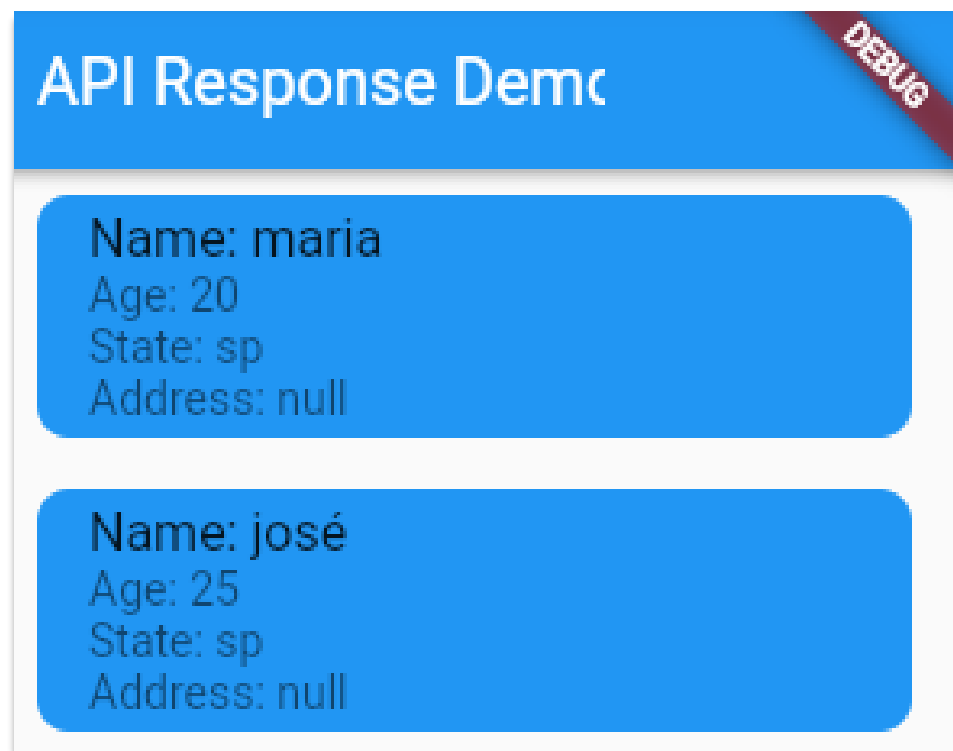 API Response Demo
DEBUG
Name: maria
Age: 20
State: sp
Address: null
Name: josé
Age: 25
State: sp
Address: null